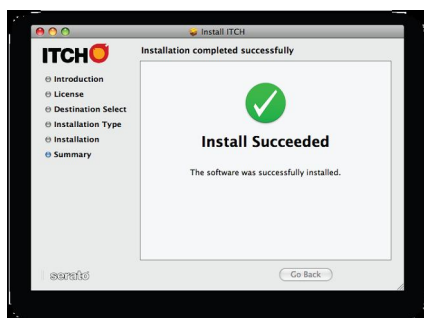 Install ITCH
ITCH
Installation completed successfully
Introduction
License
Destination Select
Installation Type
Installation
Summary
Install Succeeded
The software was successfully installed.
serato
Go Back